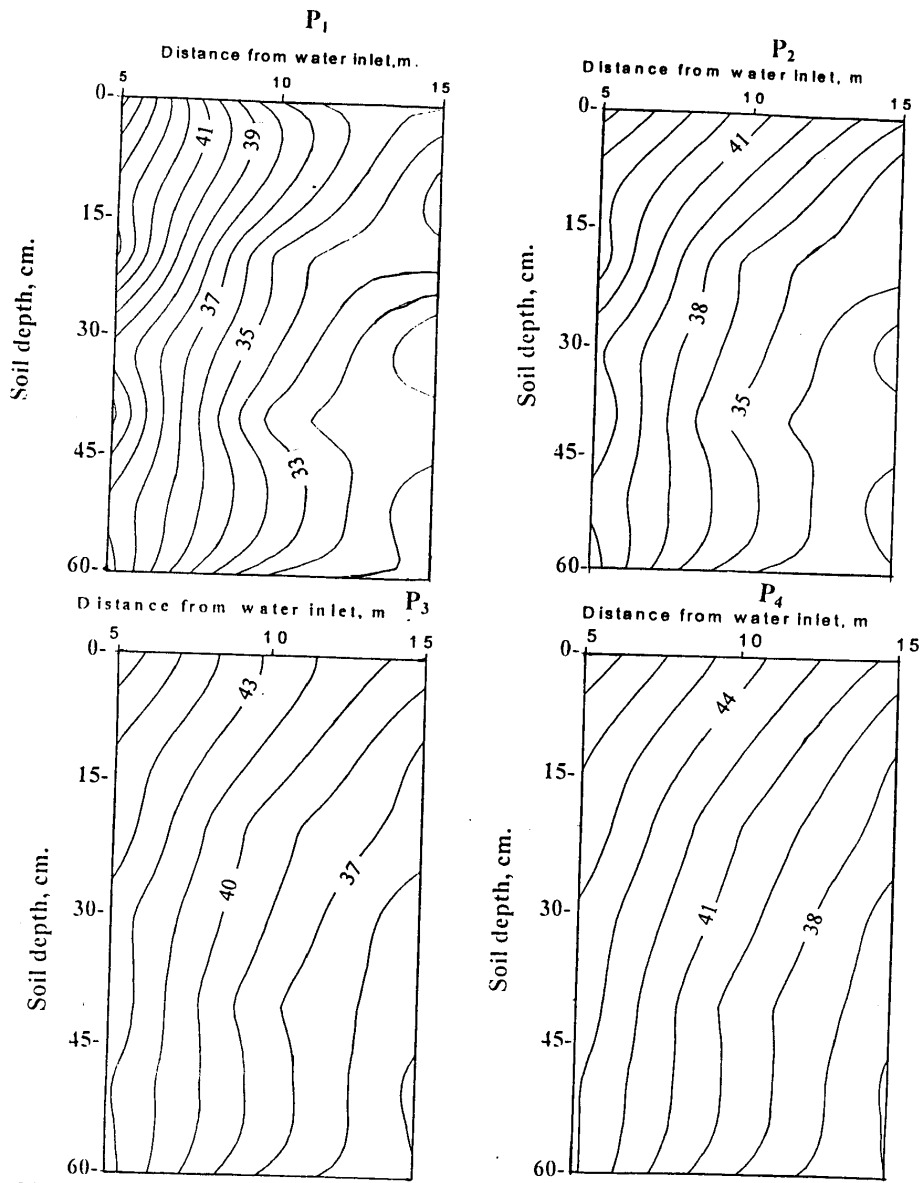 P1
Distance from water inlet,m.
5 10 15
0-
15-
30-
45-
60-
Soil depth, cm.
41
39
37
35
33
P2
Distance from water inlet, m
5 10 15
0-
15-
30-
45-
60-
Soil depth, cm.
41
38
35
P3
Distance from water inlet, m
5 10 15
0-
15-
30-
45-
60-
Soil depth, cm.
43
40
37
P4
Distance from water inlet, m
5 10 15
0-
15-
30-
45-
60-
Soil depth, cm.
44
41
38